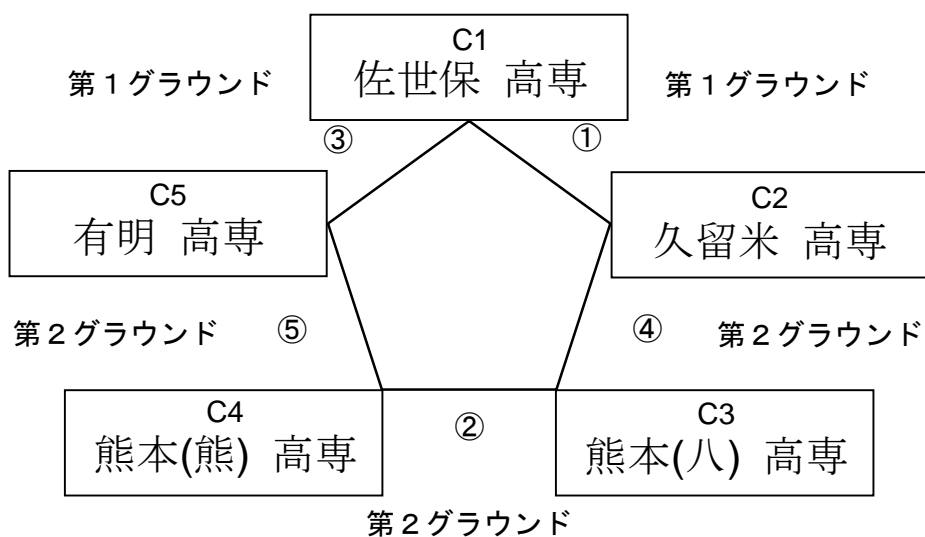 C1
佐世保 高専
第１グラウンド
第１グラウンド
③
①
C5
有明 高専
C2
久留米 高専
第２グラウンド
⑤
④
第２グラウンド
C4
熊本(熊) 高専
②
C3
熊本(八) 高専
第２グラウンド